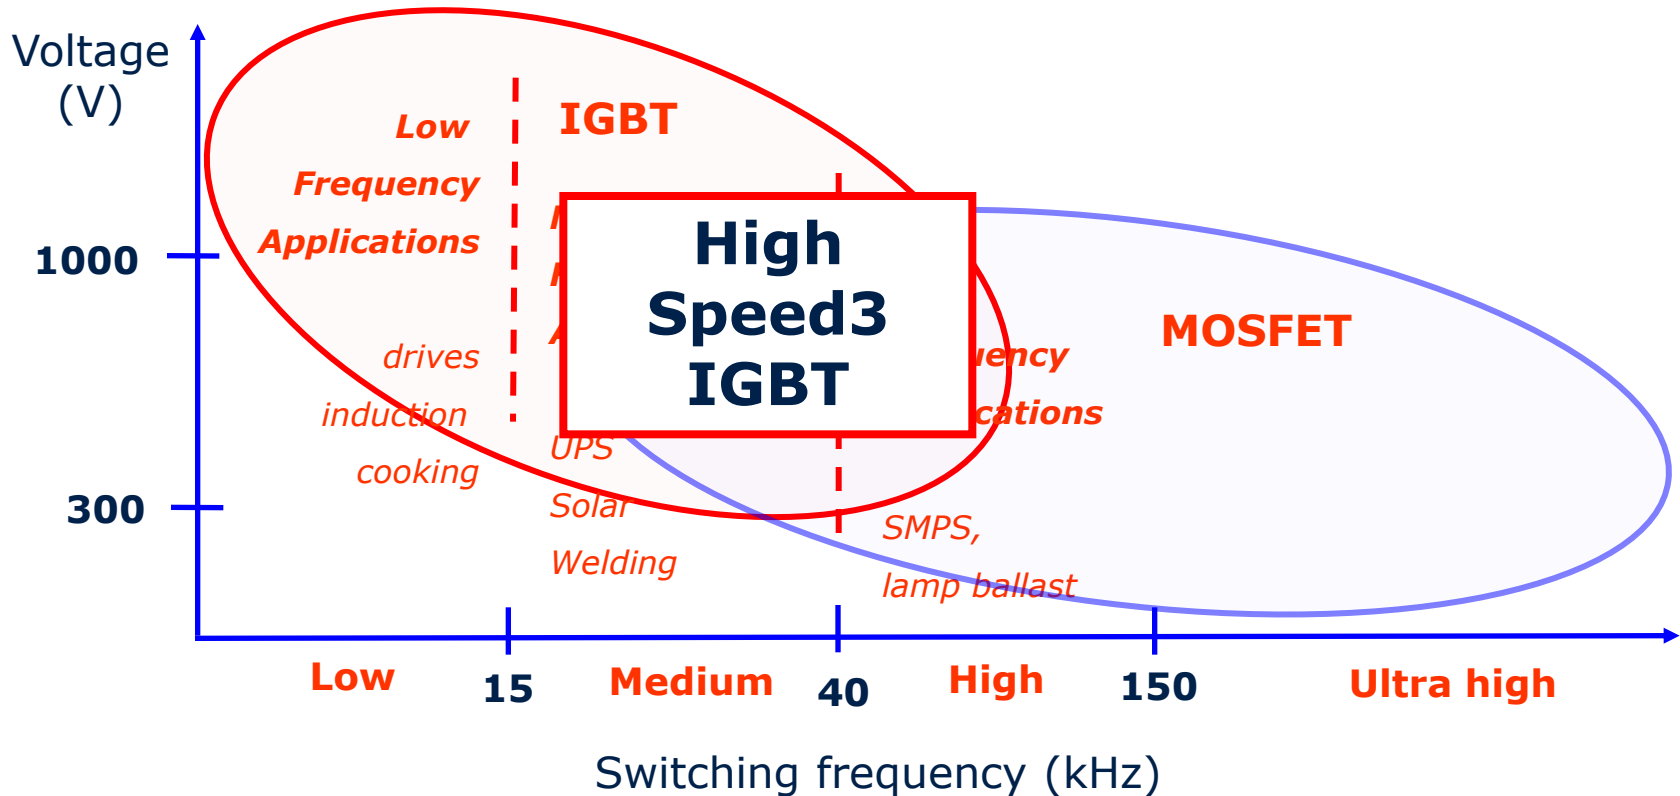 Voltage
(V)
1000
300
IGBT
Low
Frequency
Applications
drives
induction
cooking
High
Speed3
IGBT
UPS
Solar
Welding
SMPS,
lamp ballast
MOSFET
Low
15
Medium
40
High
150
Ultra high
Switching frequency (kHz)